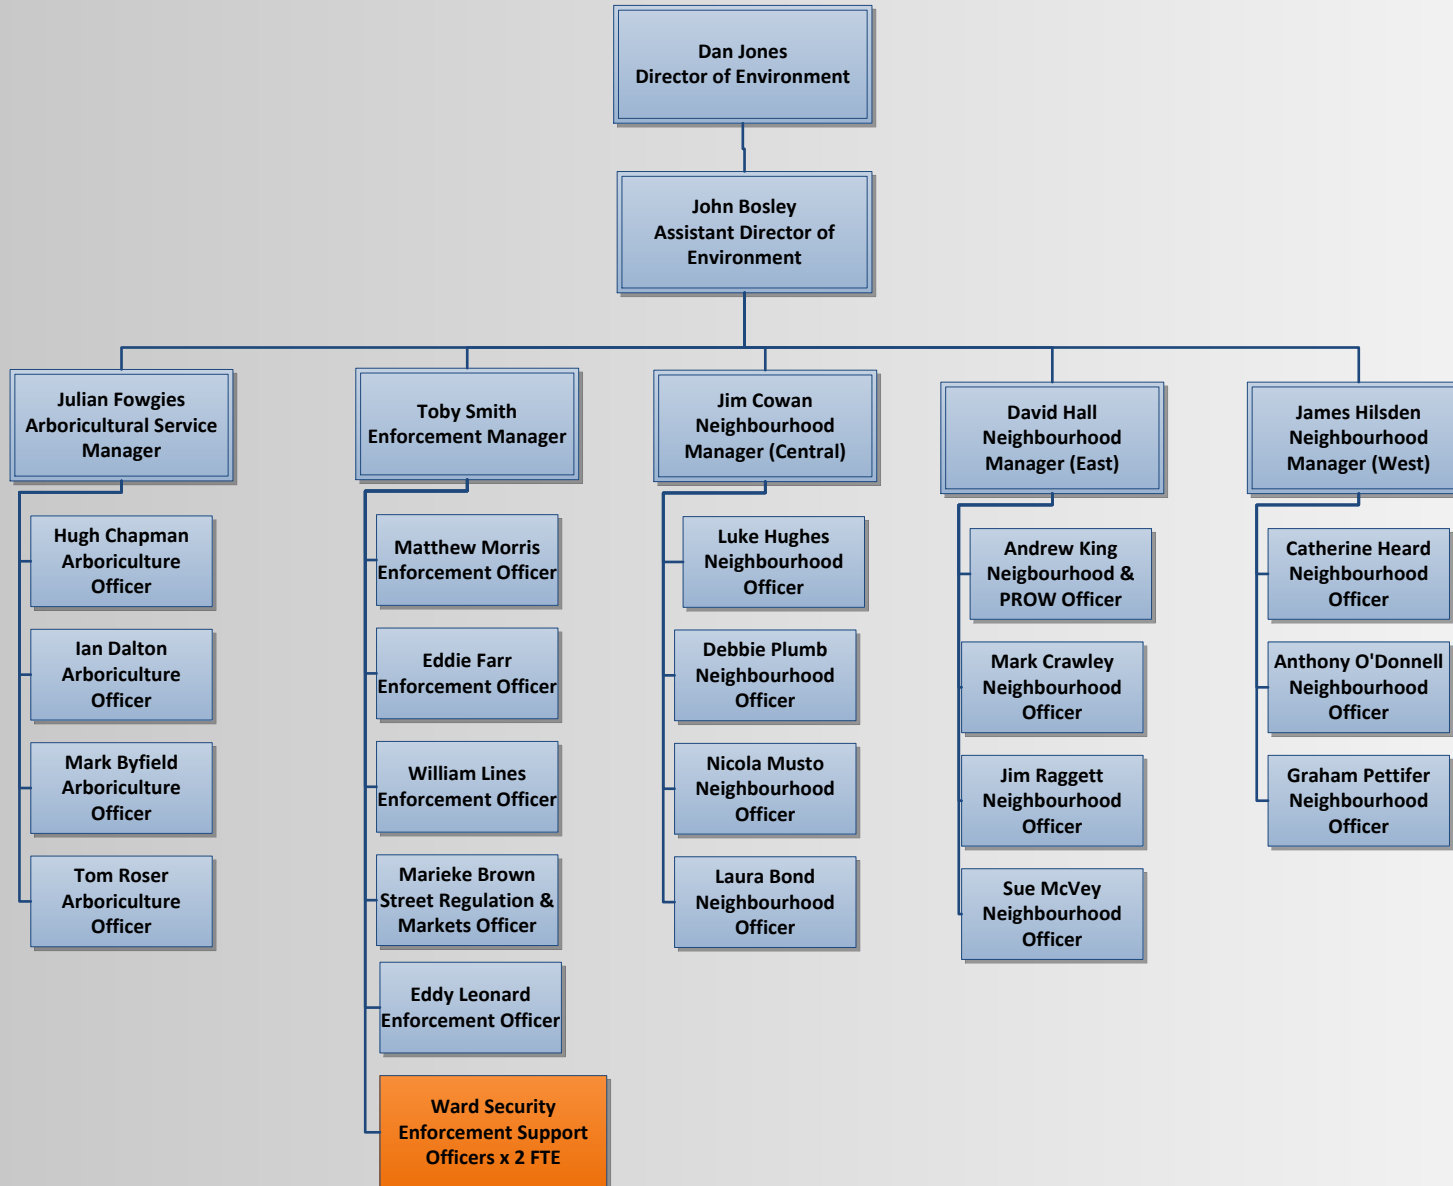 Dan Jones
Director of Environment
John Bosley
Assistant Director of
Environment
Julian Fowgies
Arboricultural Service
Manager
Hugh Chapman
Arboriculture
Officer
Ian Dalton
Arboriculture
Officer
Mark Byfield
Arboriculture
Officer
Tom Roser
Arboriculture
Officer
Toby Smith
Enforcement Manager
Matthew Morris
Enforcement Officer
Eddie Farr
Enforcement Officer
William Lines
Enforcement Officer
Marieke Brown
Street Regulation &
Markets Officer
Eddy Leonard
Enforcement Officer
Ward Security
Enforcement Support
Officers x 2 FTE
Jim Cowan
Neighbourhood
Manager (Central)
Luke Hughes
Neighbourhood
Officer
Debbie Plumb
Neighbourhood
Officer
Nicola Musto
Neighbourhood
Officer
Laura Bond
Neighbourhood
Officer
David Hall
Neighbourhood
Manager (East)
Andrew King
Neigbourhood &
PROW Officer
Mark Crawley
Neighbourhood
Officer
Jim Raggett
Neighbourhood
Officer
Sue McVey
Neighbourhood
Officer
James Hilsden
Neighbourhood
Manager (West)
Catherine Heard
Neighbourhood
Officer
Anthony O'Donnell
Neighbourhood
Officer
Graham Pettifer
Neighbourhood
Officer